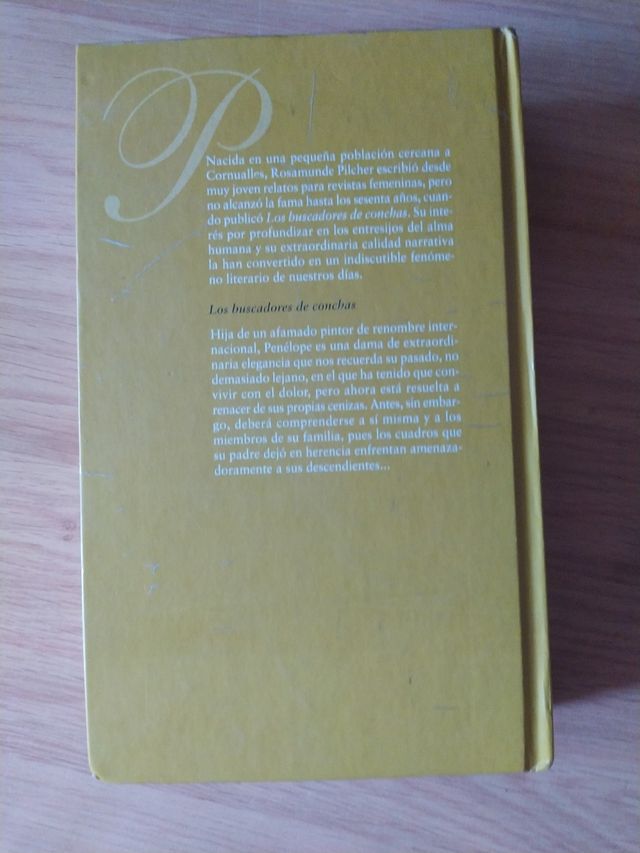 P
Nacida en una pequeña población cercana a
Cornualles, Rosamunde Pilcher escribió desde
muy joven relatos para revistas femeninas, pero
no alcanzó la fama hasta los sesenta años, cuan-
do publicó Los buscadores de conchas. Su inte-
rés por profundizar en los entresijos del alma
humana y su extraordinaria calidad narrativa
la han convertido en un indiscutible fenóme-
no literario de nuestros días.
Los buscadores de conchas
Hija de un afamado pintor de renombre inter-
nacional, Penélope es una dama de extraordi-
naria elegancia que nos recuerda su pasado, no
demasiado lejano, en el que ha tenido que con-
vivir con el dolor, pero ahora está resuelta a
renacer de sus propias cenizas. Antes, sin embar-
go, deberá comprenderse a sí misma y a los
miembros de su familia, pues los cuadros que
su padre dejó en herencia enfrentan amenaza-
doramente a sus descendientes...